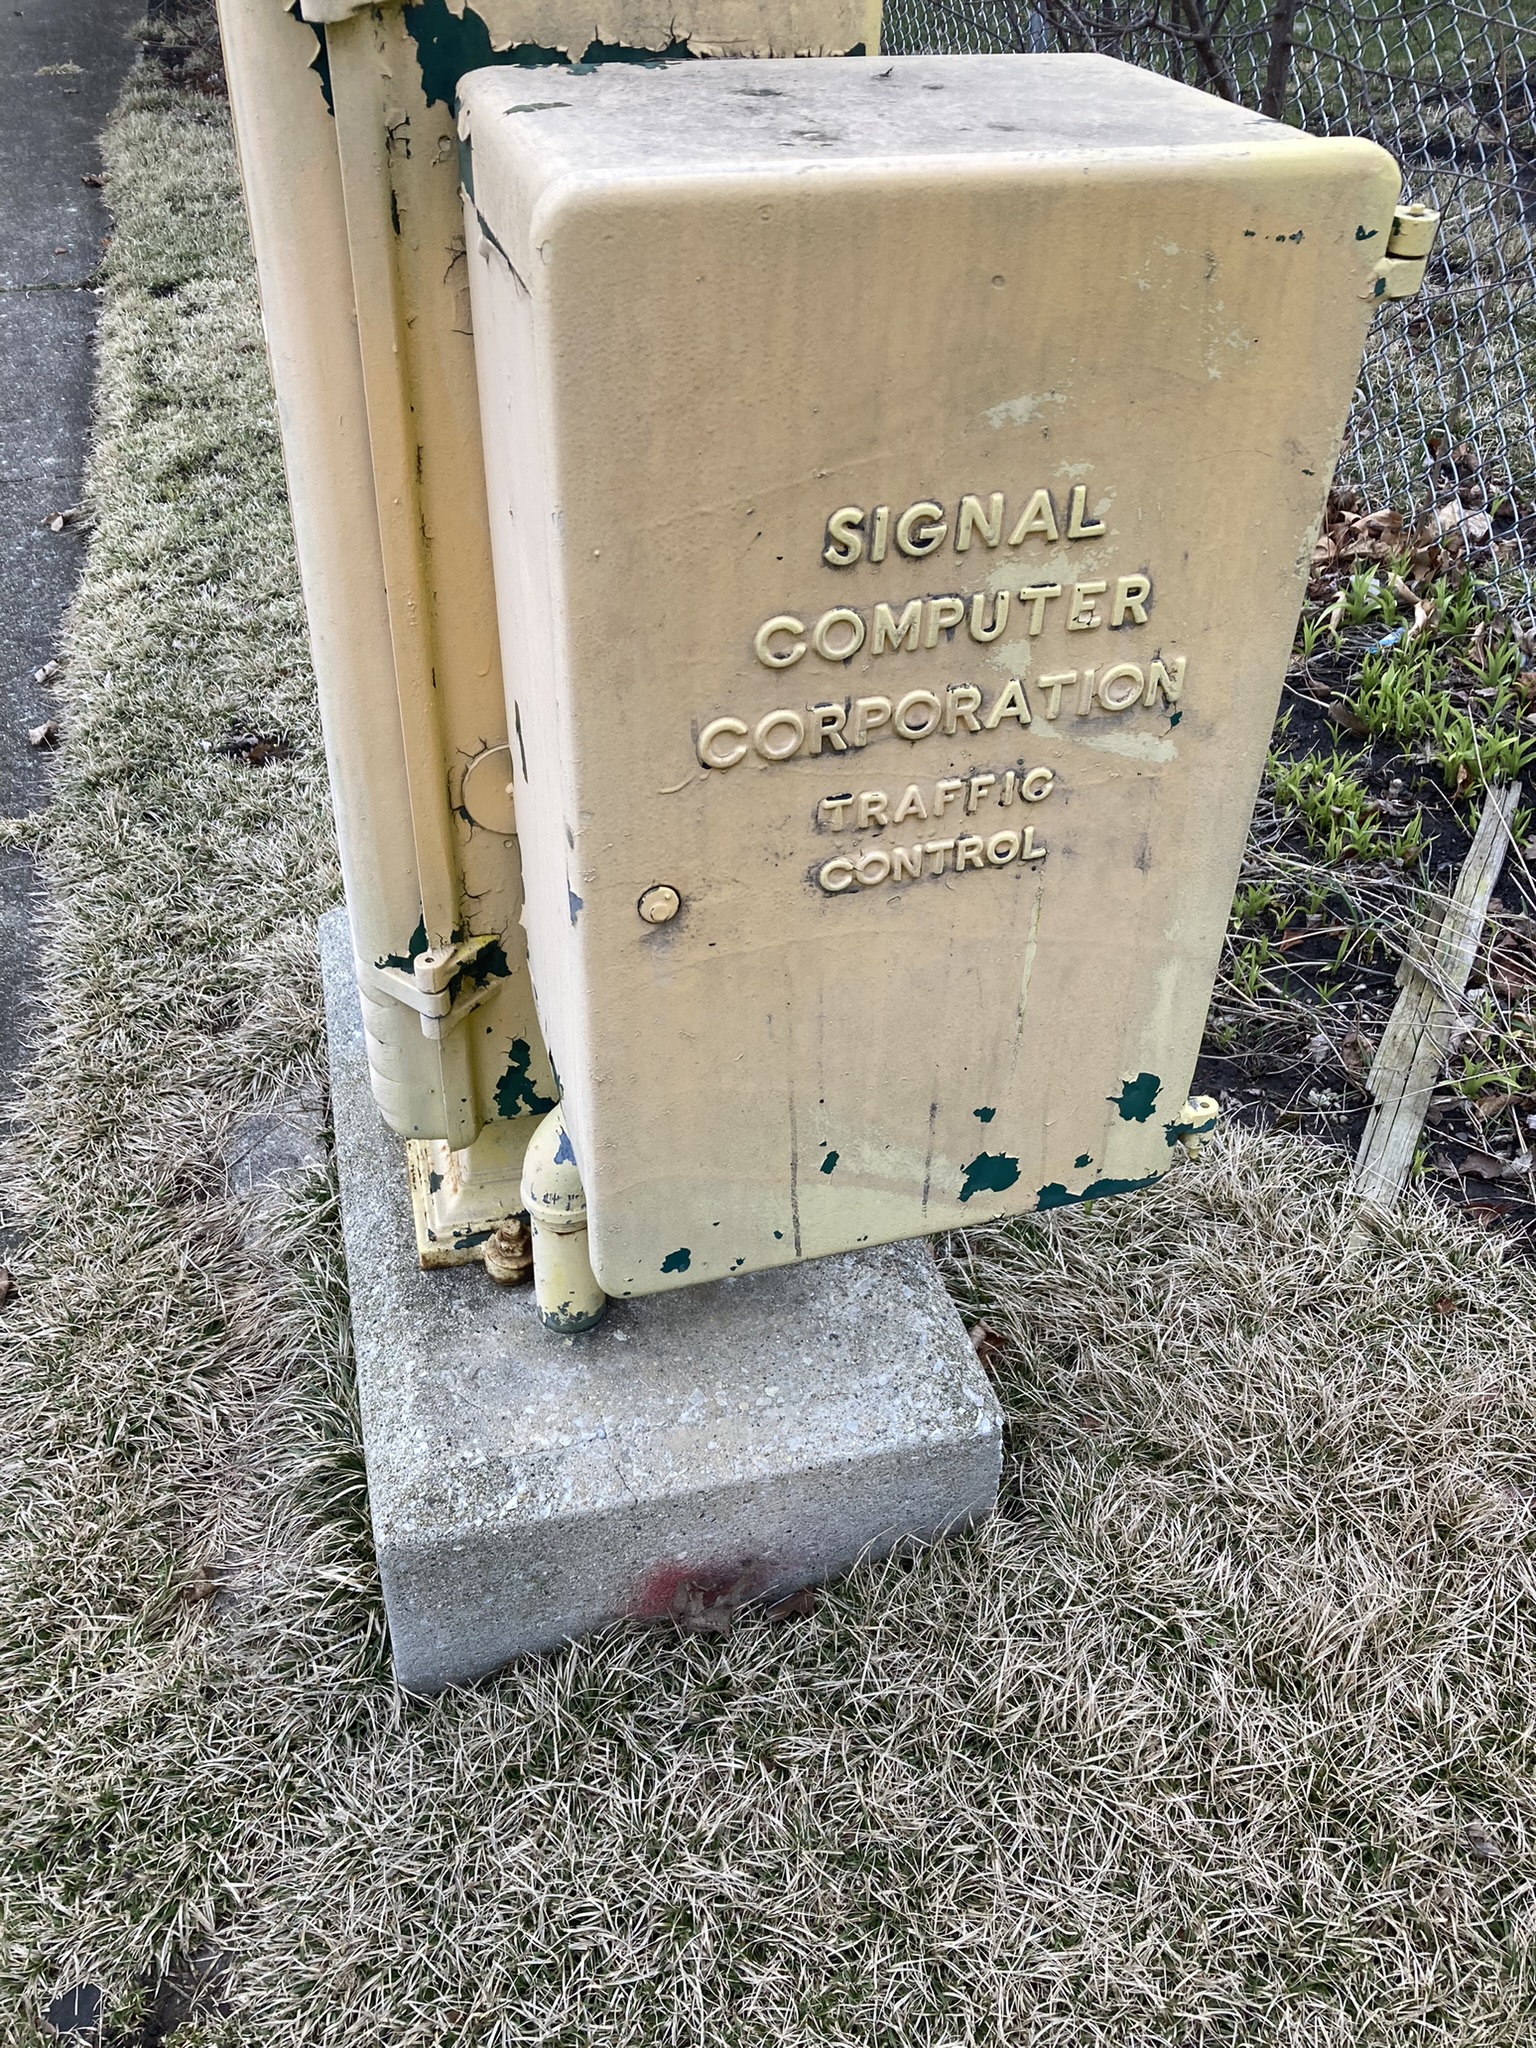 SIGNAL
COMPUTER
CORPORATION
TRAFFIC
CONTROL